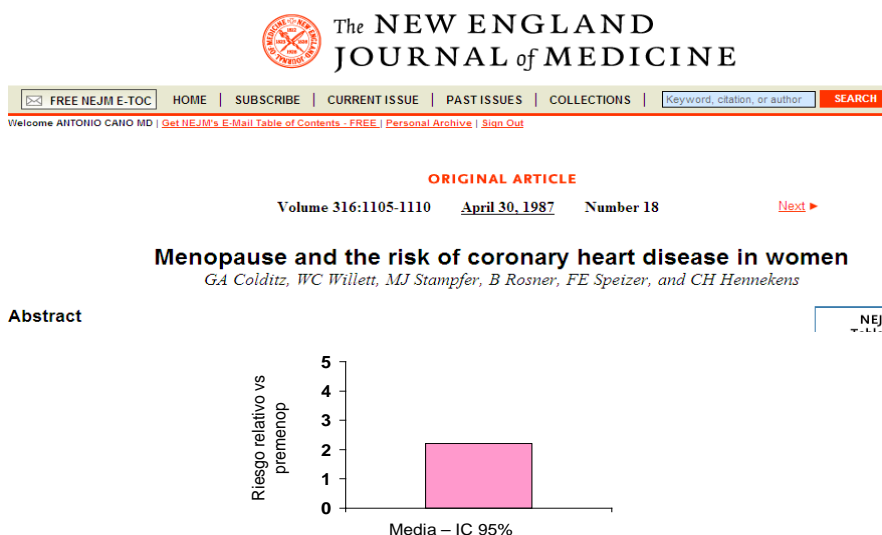 The NEW ENGLAND
JOURNAL of MEDICINE
FREE NEJM E-TOC HOME | SUBSCRIBE | CURRENT ISSUE | PAST ISSUES | COLLECTIONS | Keyword, citation, or author SEARCH
Welcome ANTONIO CANO MD | Get NEJM's E-Mail Table of Contents - FREE | Personal Archive | Sign Out
ORIGINAL ARTICLE
Volume 316:1105-1110 April 30, 1987 Number 18 Next ►
Menopause and the risk of coronary heart disease in women
GA Colditz, WC Willett, MJ Stampfer, B Rosner, FE Speizer, and CH Hennekens
Abstract
NEJ
Riesgo relativo vs
premenop
5
4
3
2
1
0
Media – IC 95%